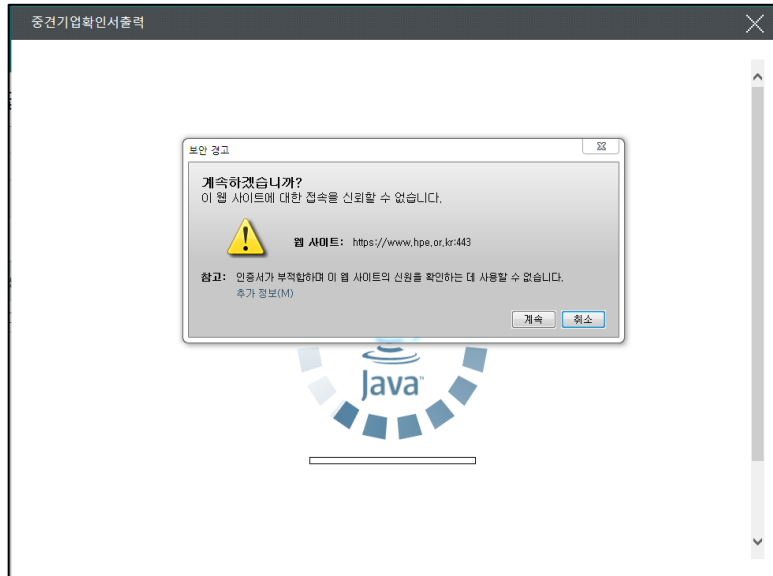 중견기업확인서출력
보안 경고
계속하겠습니까?
이 웹 사이트에 대한 접속을 신뢰할 수 없습니다.
웹 사이트: https://www.hpe.or.kr:443
참고: 인증서가 부적합하며 이 웹 사이트의 신원을 확인하는 데 사용할 수 없습니다.
추가 정보(M)
계속 취소
Java™